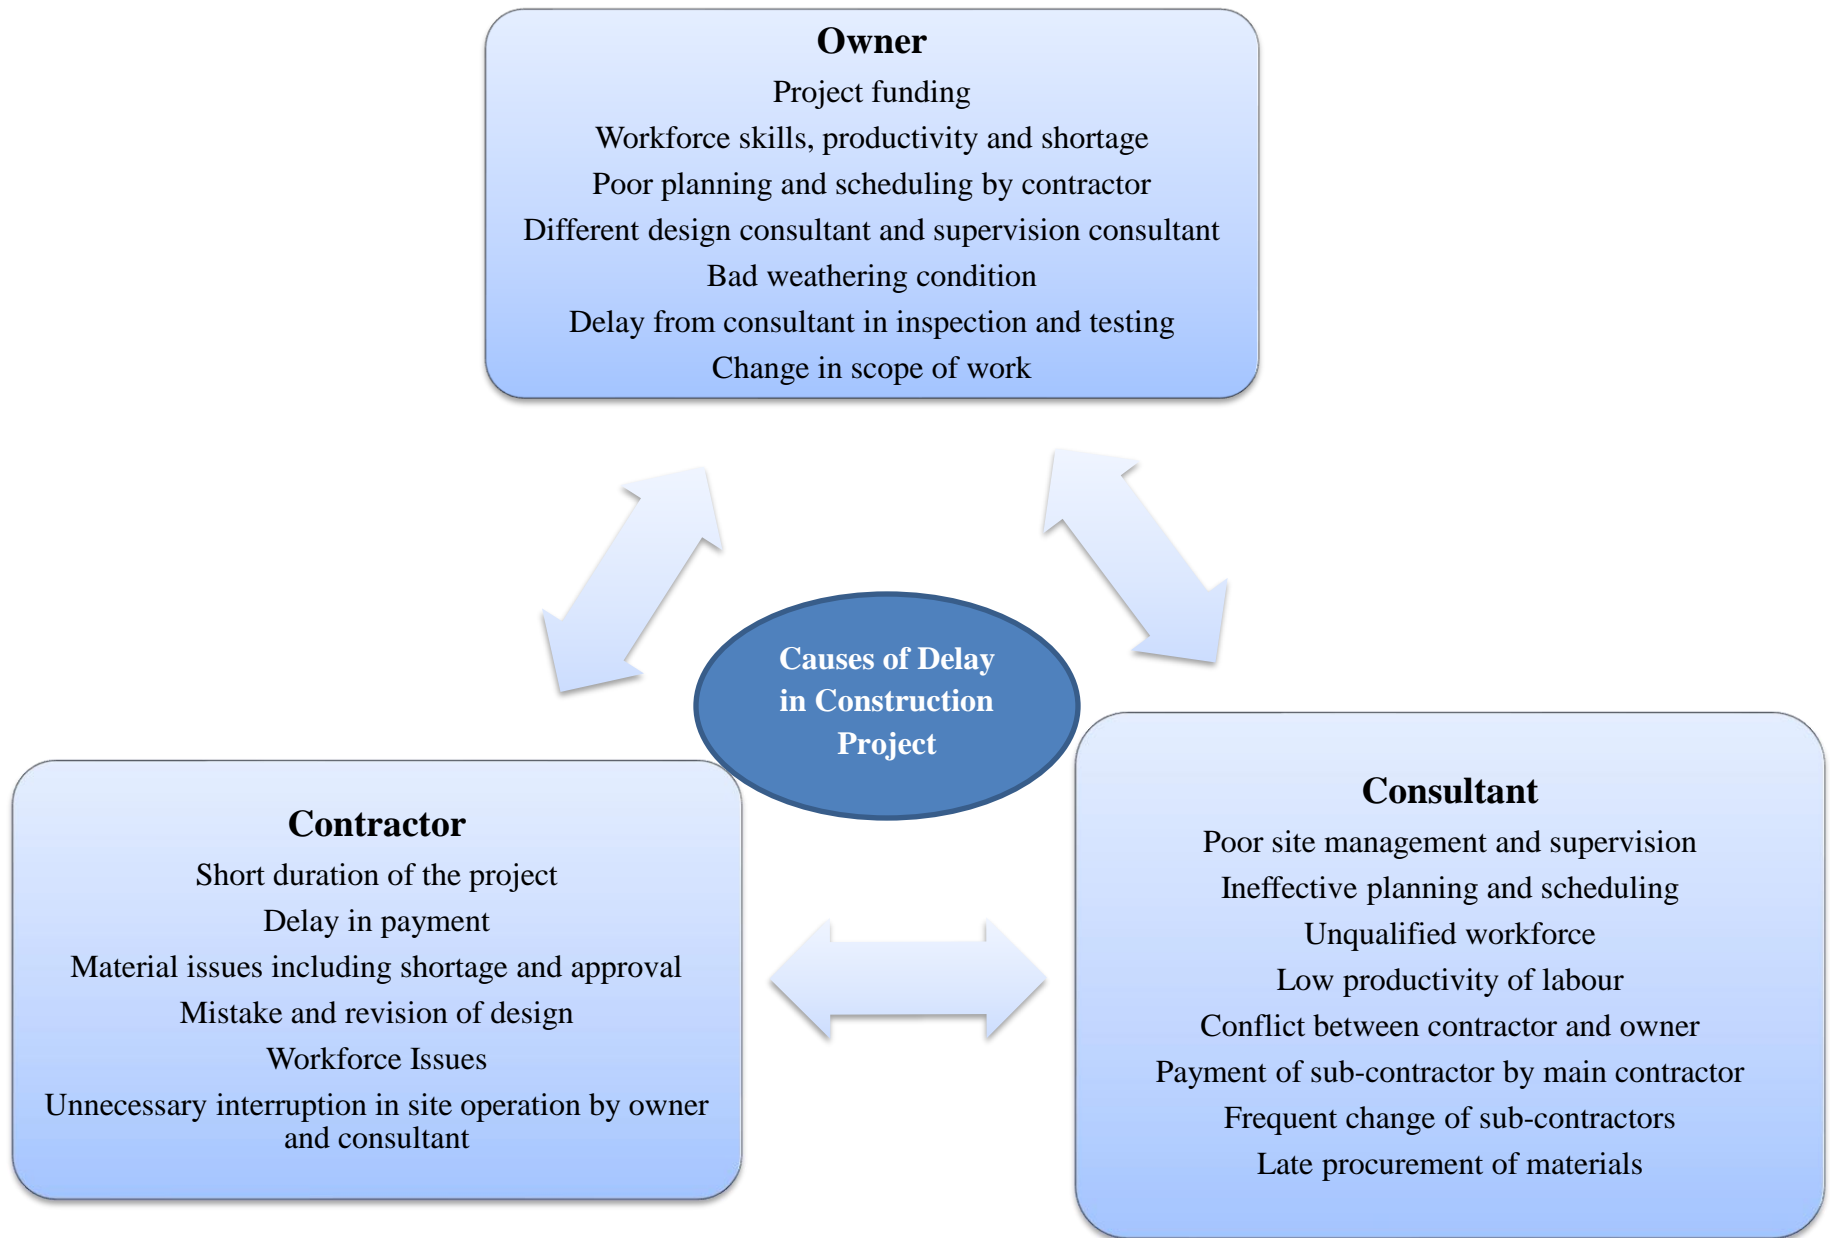 Owner
Project funding
Workforce skills, productivity and shortage
Poor planning and scheduling by contractor
Different design consultant and supervision consultant
Bad weathering condition
Delay from consultant in inspection and testing
Change in scope of work
Causes of Delay
in Construction
Project
Contractor
Short duration of the project
Delay in payment
Material issues including shortage and approval
Mistake and revision of design
Workforce Issues
Unnecessary interruption in site operation by owner
and consultant
Consultant
Poor site management and supervision
Ineffective planning and scheduling
Unqualified workforce
Low productivity of labour
Conflict between contractor and owner
Payment of sub-contractor by main contractor
Frequent change of sub-contractors
Late procurement of materials